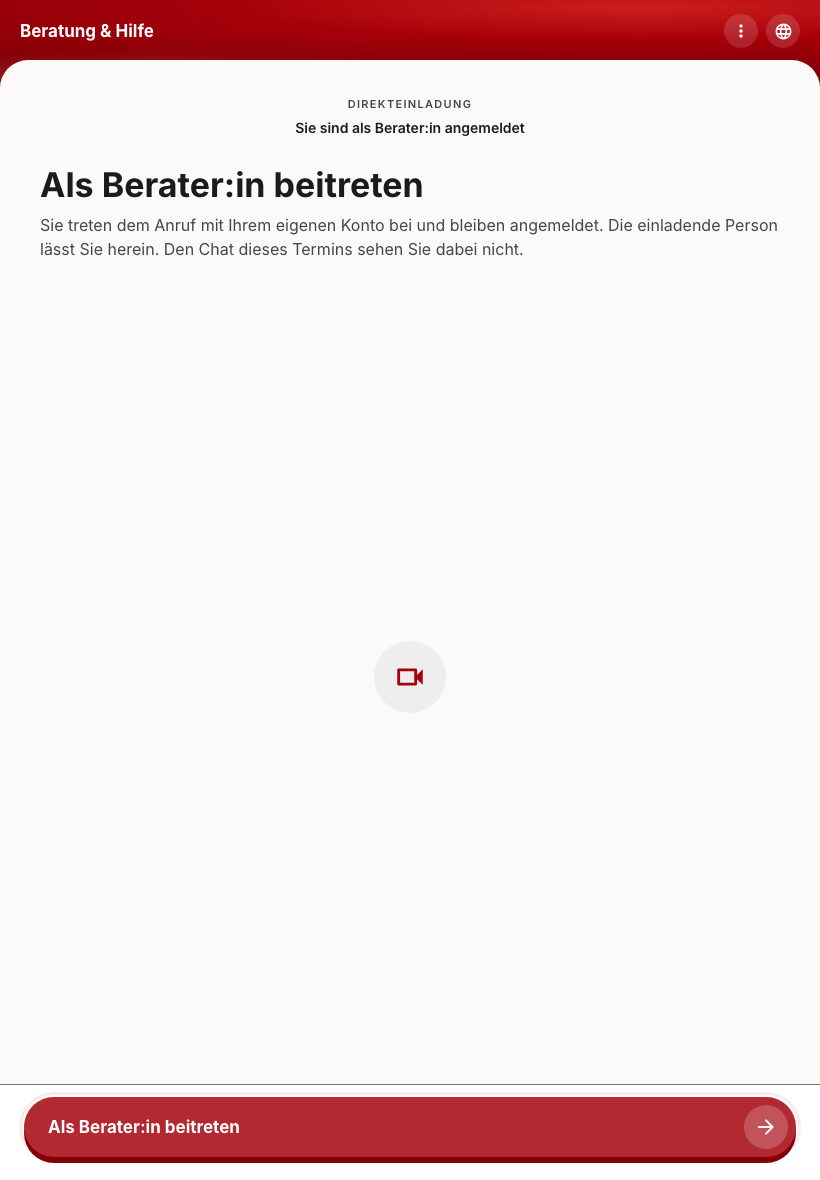 Beratung & Hilfe
DIREKTEINLADUNG
Sie sind als Berater:in angemeldet
Als Berater:in beitreten
Sie treten dem Anruf mit Ihrem eigenen Konto bei und bleiben angemeldet. Die einladende Person
lässt Sie herein. Den Chat dieses Termins sehen Sie dabei nicht.
Als Berater:in beitreten